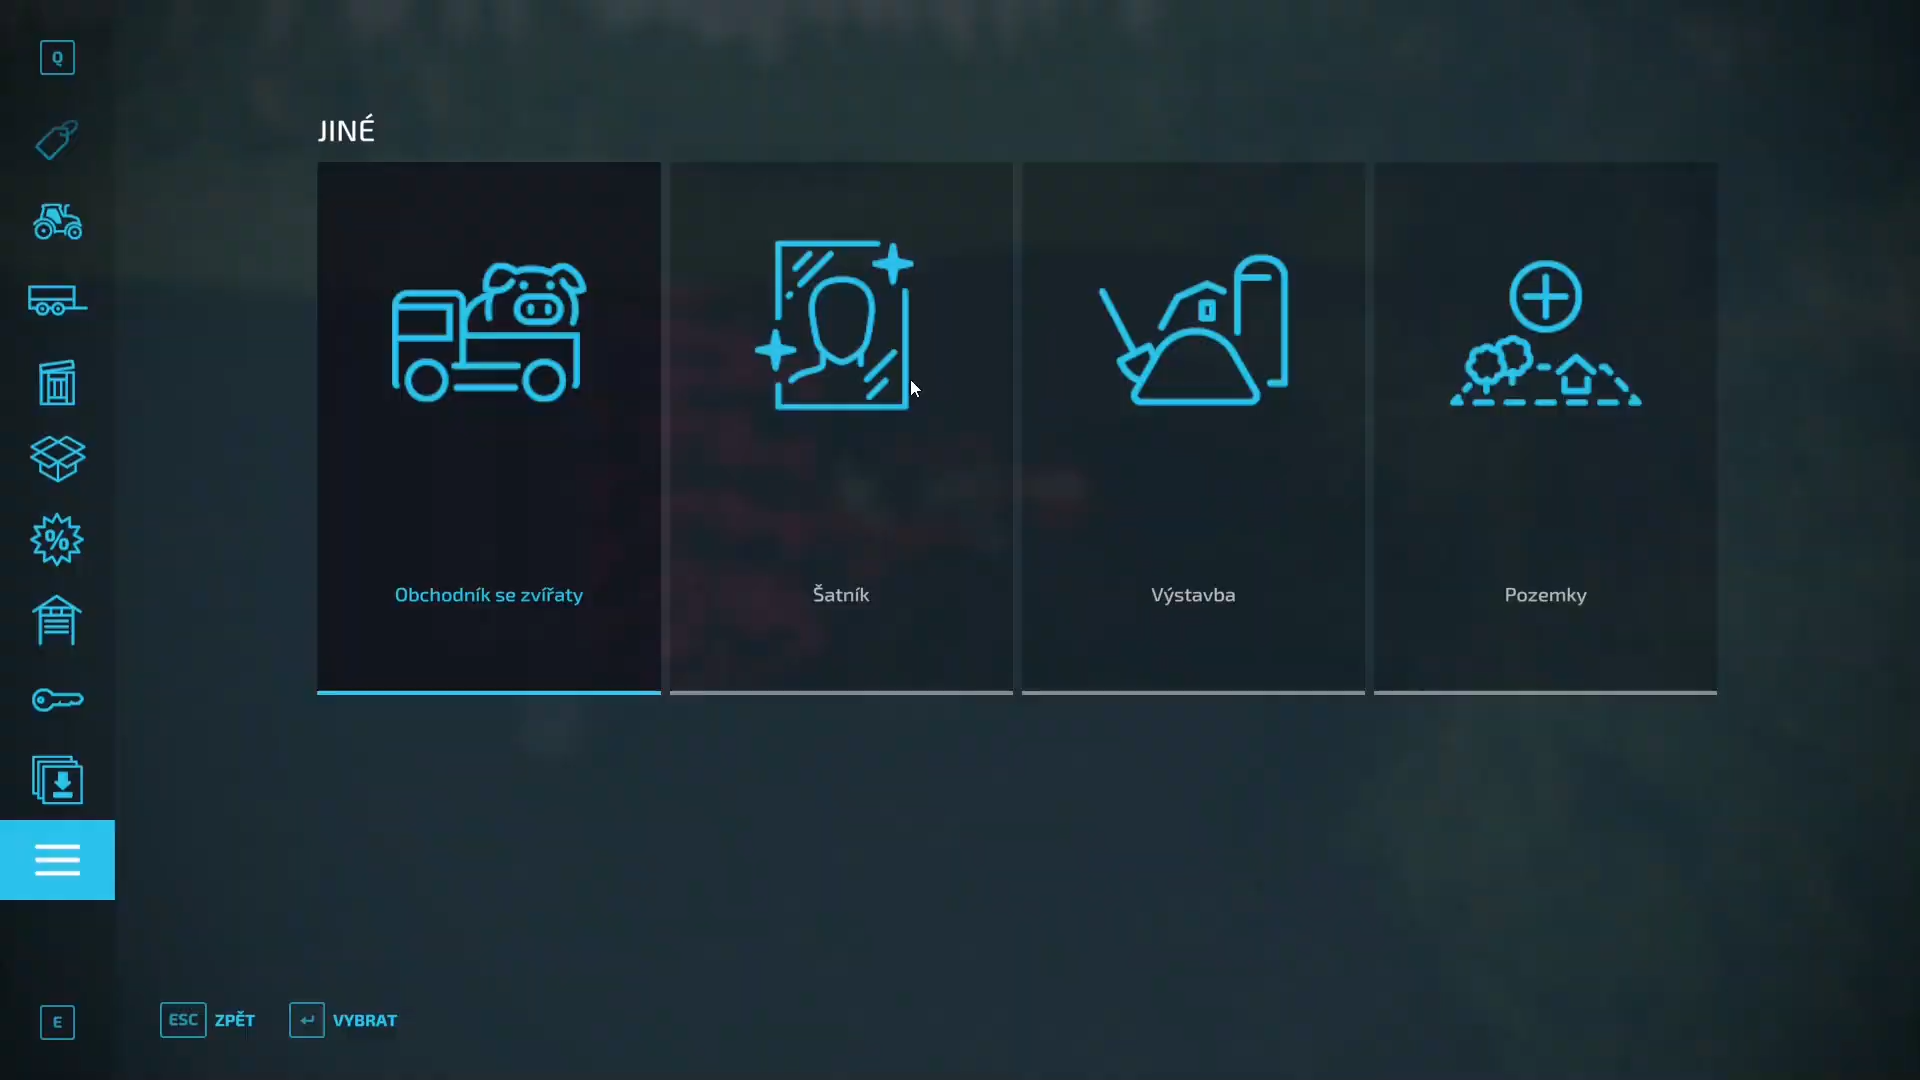 Q
JINÉ
%
Obchodník se zvířaty
Šatník
Výstavba
Pozemky
E
ESC ZPĚT
VYBRAT